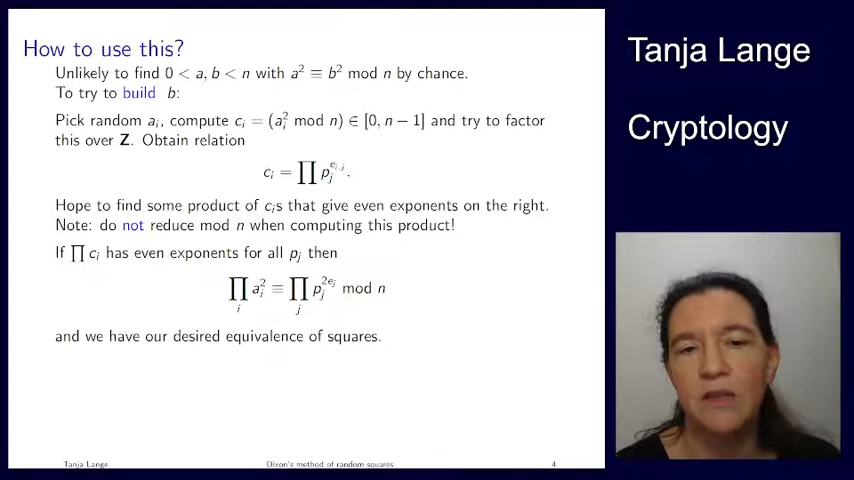 How to use this?
Unlikely to find 0 < a, b < n with a² ≡ b² mod n by chance.
To try to build b:
Pick random aᵢ, compute cᵢ = (aᵢ² mod n) ∈ [0, n − 1] and try to factor
this over Z. Obtain relation
cᵢ = ∏ pⱼ^{eᵢ,ⱼ}.
Hope to find some product of cᵢs that give even exponents on the right.
Note: do not reduce mod n when computing this product!
If ∏ cᵢ has even exponents for all pⱼ then
∏ᵢ aᵢ² ≡ ∏ⱼ pⱼ^{2eⱼ} mod n
and we have our desired equivalence of squares.
Tanja Lange
Dixon's method of random squares
4
Tanja Lange
Cryptology